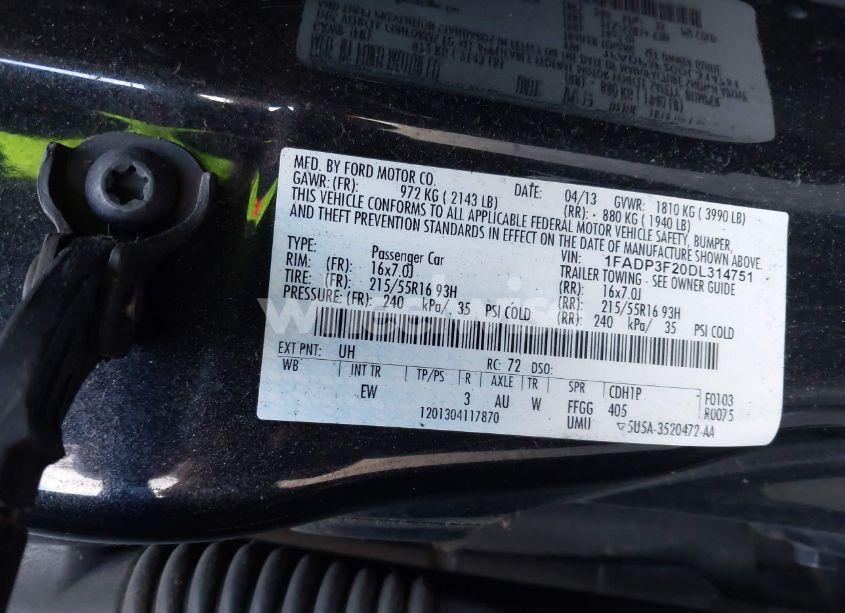 MFD. BY FORD MOTOR CO.
DATE: 04/13 GVWR: 1810 KG ( 3990 LB)
GAWR: (FR): 972 KG ( 2143 LB) (RR): 880 KG ( 1940 LB)
THIS VEHICLE CONFORMS TO ALL APPLICABLE FEDERAL MOTOR VEHICLE SAFETY, BUMPER,
AND THEFT PREVENTION STANDARDS IN EFFECT ON THE DATE OF MANUFACTURE SHOWN ABOVE.
VIN: 1FADP3F20DL314751
TYPE: Passenger Car TRAILER TOWING - SEE OWNER GUIDE
RIM: (FR): 16x7.0J (RR): 16x7.0J
TIRE: (FR): 215/55R16 93H (RR): 215/55R16 93H
PRESSURE: (FR): 240 kPa/ 35 PSI COLD (RR): 240 kPa/ 35 PSI COLD
EXT PNT: UH RC: 72 DSO:
WB INT TR TP/PS R AXLE TR SPR CDH1P F0103
EW 3 AU W FFGG 405 R0075
1201304117870 UMU 5USA-3520472-AA